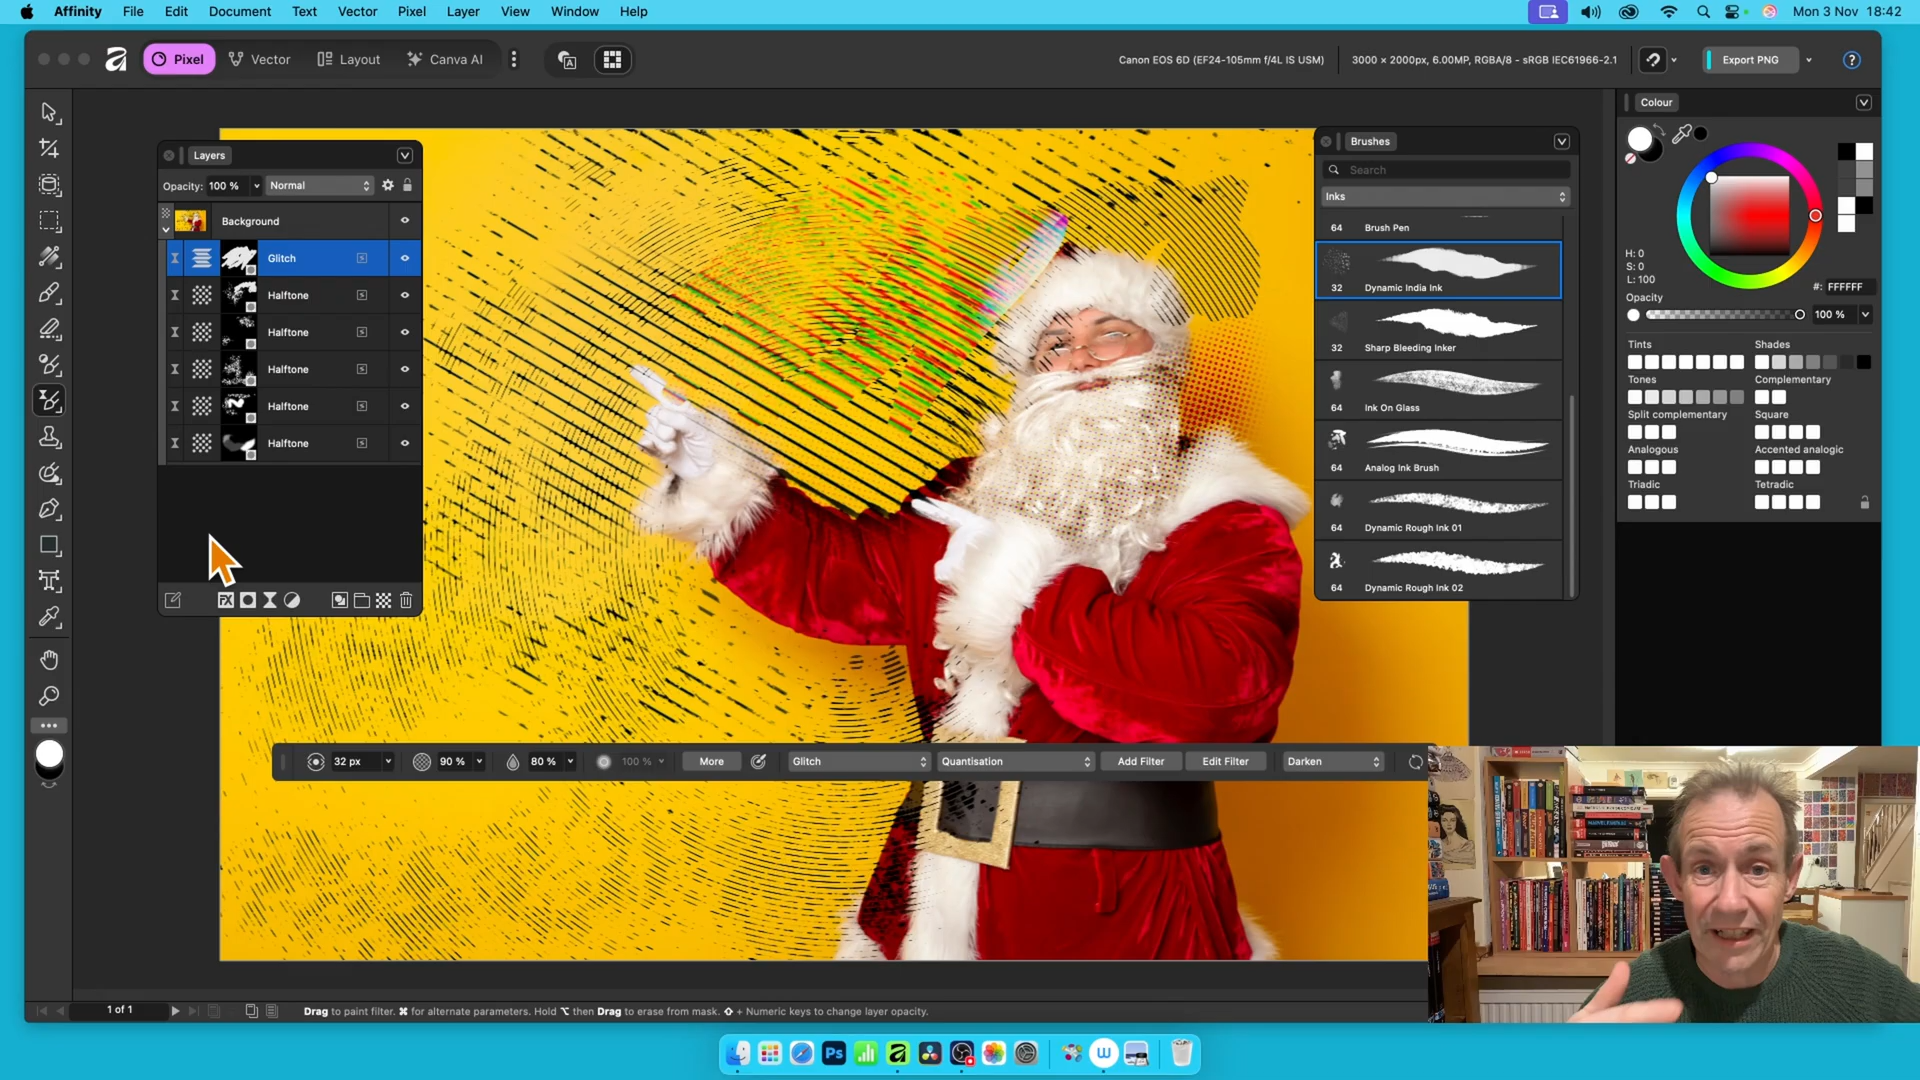 Affinity File Edit Document Text Vector Pixel Layer View Window Help Mon 3 Nov 18:42
Pixel Vector Layout Canva AI Canon EOS 6D (EF24-105mm f/4L IS USM) 3000 × 2000px, 6.00MP, RGBA/8 - sRGB IEC61966-2.1 Export PNG ?
Layers
Opacity: 100 % Normal
Background
Glitch
Halftone
Halftone
Halftone
Halftone
Halftone
FX
Brushes
Search
Inks
64 Brush Pen
32 Dynamic India Ink
32 Sharp Bleeding Inker
64 Ink On Glass
64 Analog Ink Brush
64 Dynamic Rough Ink 01
64 Dynamic Rough Ink 02
Colour
H: 0
S: 0
L: 100
#: FFFFFF
Opacity
100 %
Tints Shades
Tones Complementary
Split complementary Square
Analogous Accented analogic
Triadic Tetradic
32 px 90 % 80 % 100 % More Glitch Quantisation Add Filter Edit Filter Darken
1 of 1 Drag to paint filter. ⌘ for alternate parameters. Hold ⌥ then Drag to erase from mask. ⇧ + Numeric keys to change layer opacity.
Ps